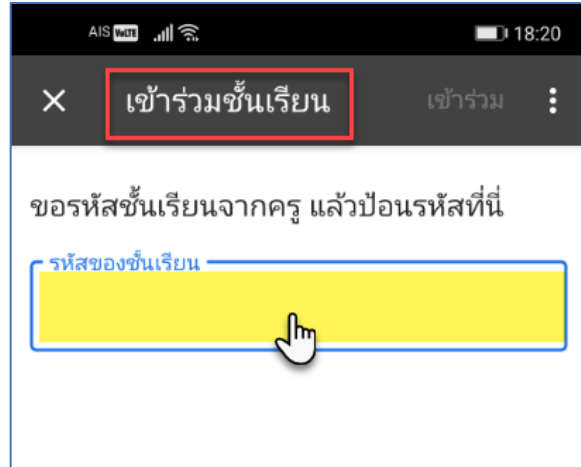 AIS VoLTE 18:20
เข้าร่วมชั้นเรียน เข้าร่วม
ขอรหัสชั้นเรียนจากครู แล้วป้อนรหัสที่นี่
รหัสของชั้นเรียน